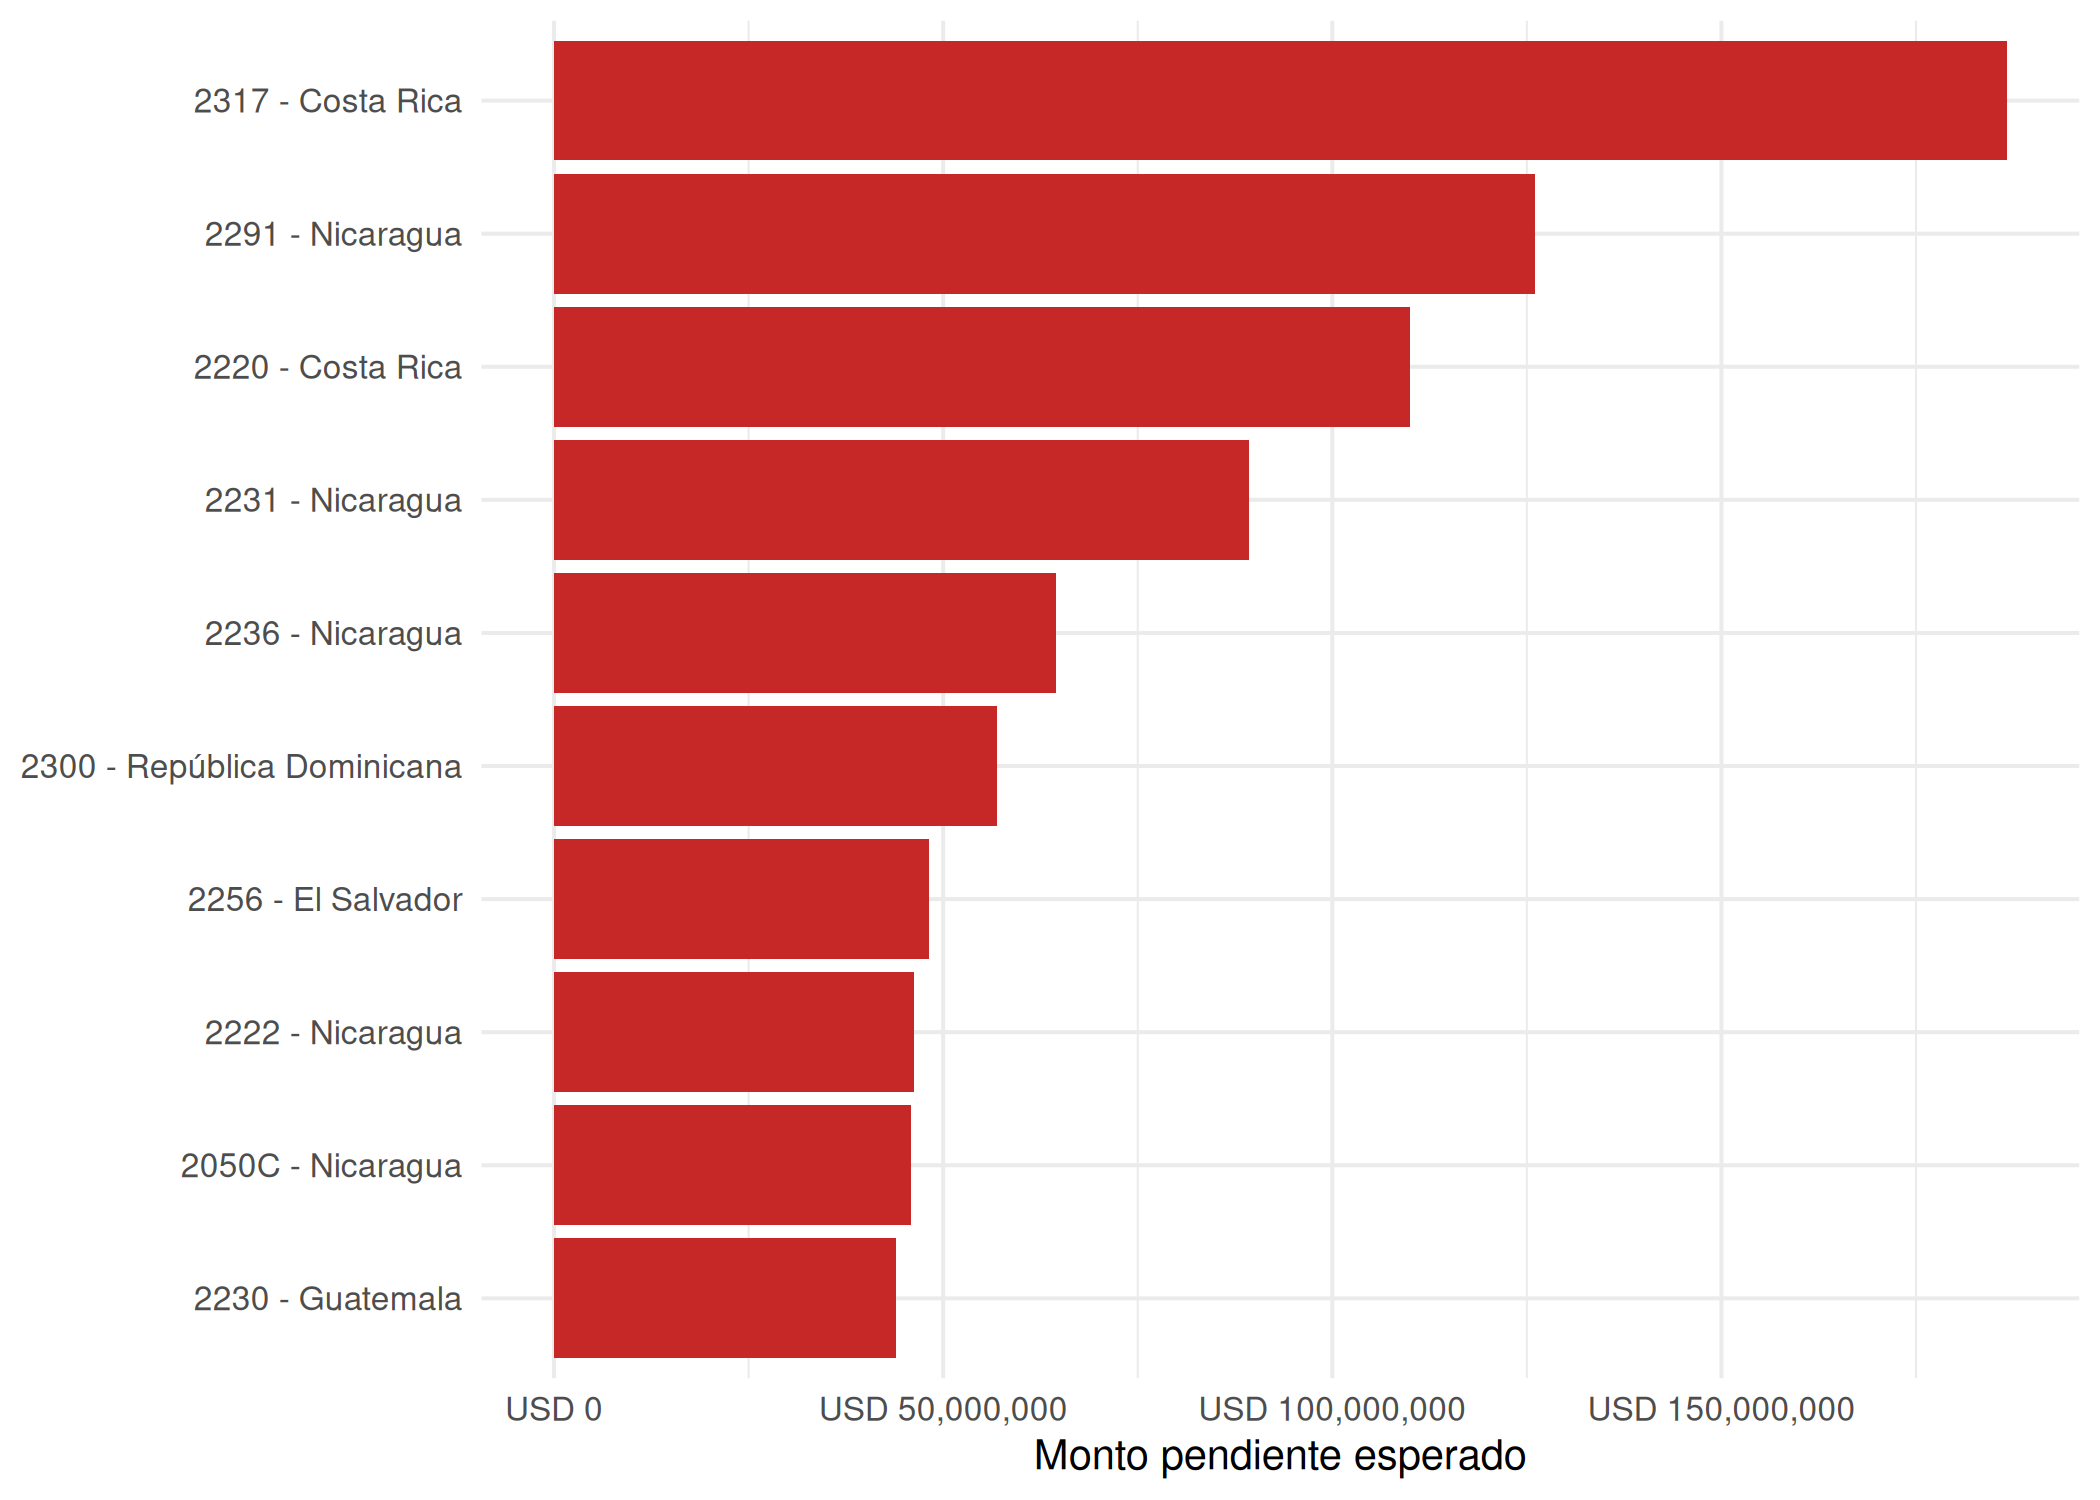 2317 - Costa Rica
2291 - Nicaragua
2220 - Costa Rica
2231 - Nicaragua
2236 - Nicaragua
2300 - República Dominicana
2256 - El Salvador
2222 - Nicaragua
2050C - Nicaragua
2230 - Guatemala
USD 0 USD 50,000,000 USD 100,000,000 USD 150,000,000
Monto pendiente esperado